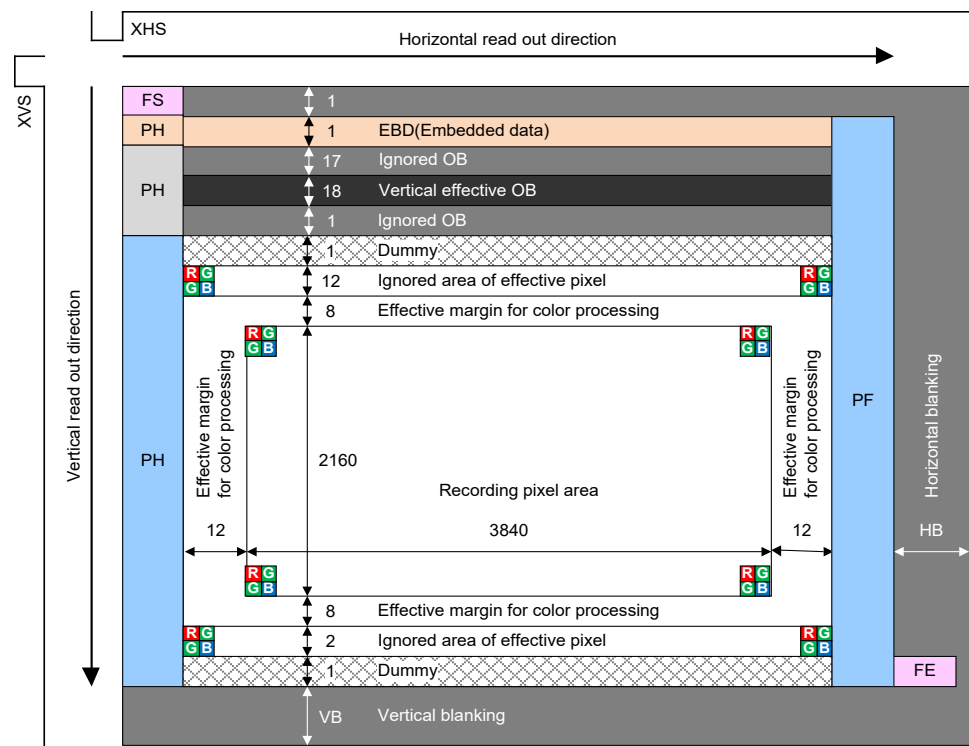 XHS
Horizontal read out direction
XVS
FS
1
PH
1 EBD(Embedded data)
17 Ignored OB
PH
18 Vertical effective OB
1 Ignored OB
1 Dummy
R G
G B
12 Ignored area of effective pixel
R G
G B
8 Effective margin for color processing
R G
G B
R G
G B
Vertical read out direction
PH
Effective margin
for color processing
2160
Recording pixel area
Effective margin
for color processing
PF
Horizontal blanking
12
3840
12
HB
R G
G B
R G
G B
8 Effective margin for color processing
R G
G B
2 Ignored area of effective pixel
R G
G B
1 Dummy
FE
VB Vertical blanking